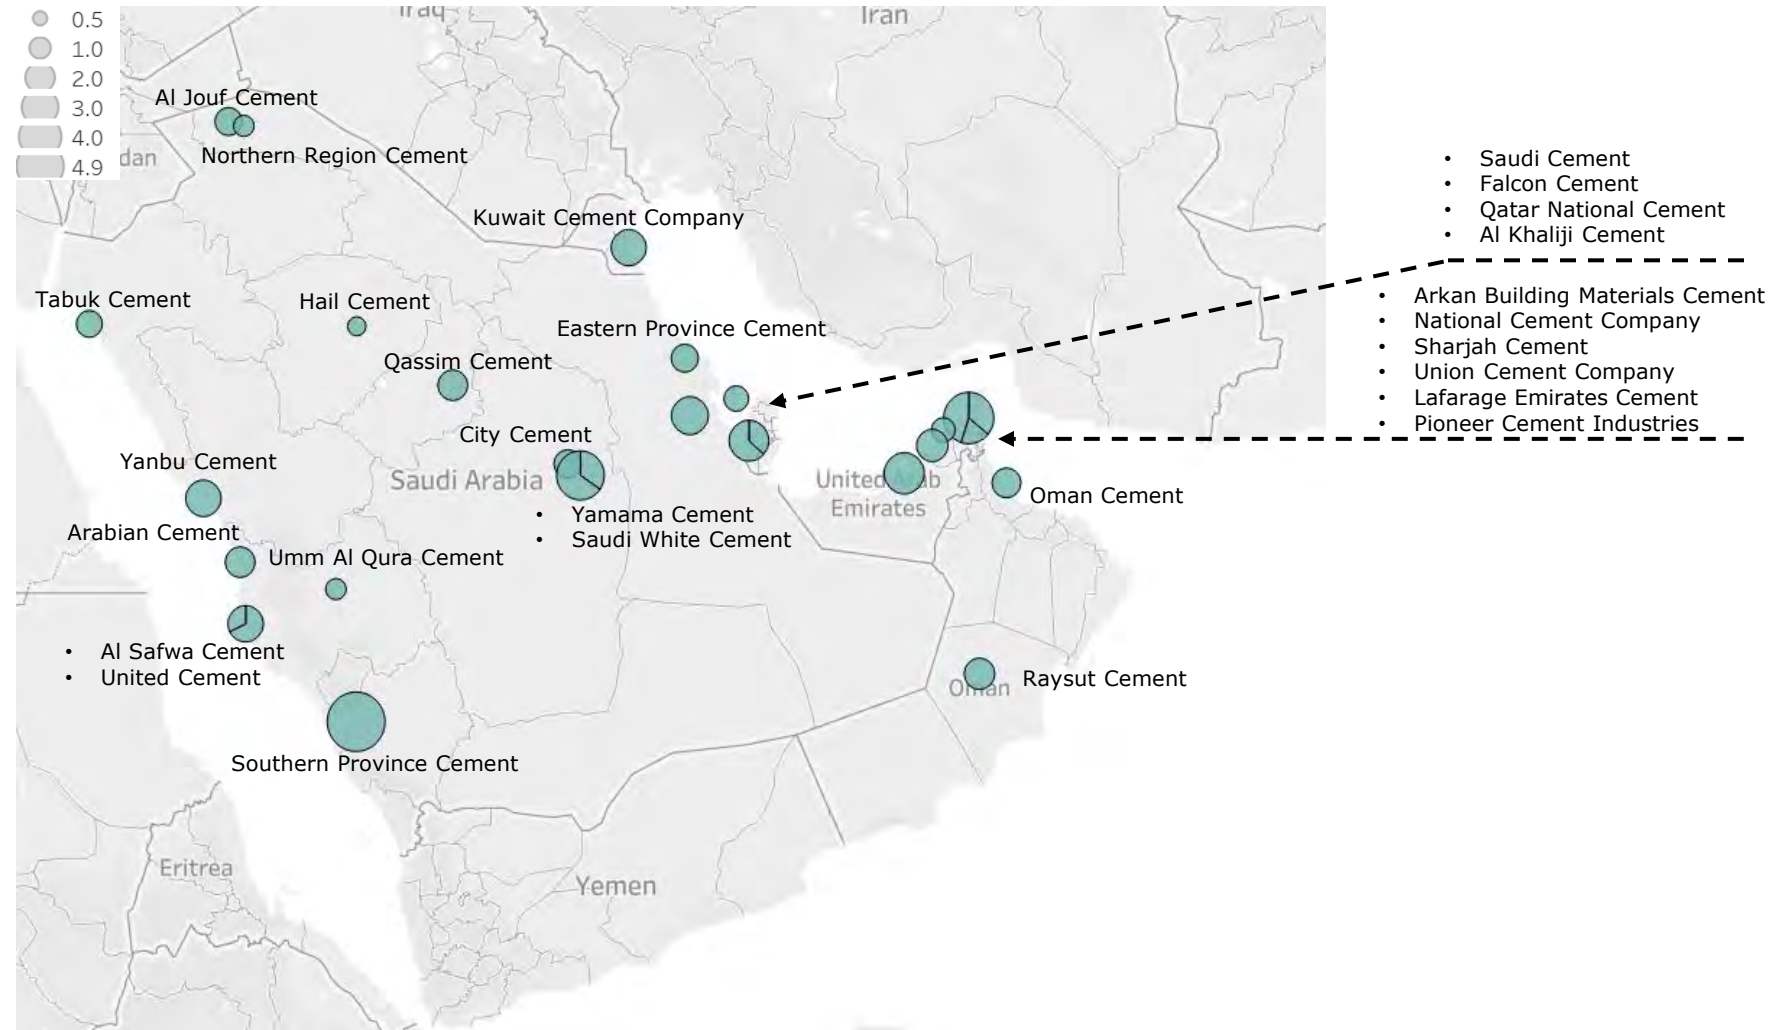 0.5
1.0
2.0
3.0
4.0
4.9
Iraq
Iran
Al Jouf Cement
Northern Region Cement
dan
Kuwait Cement Company
• Saudi Cement
• Falcon Cement
• Qatar National Cement
• Al Khaliji Cement
Tabuk Cement
Hail Cement
Eastern Province Cement
• Arkan Building Materials Cement
• National Cement Company
• Sharjah Cement
• Union Cement Company
• Lafarage Emirates Cement
• Pioneer Cement Industries
Qassim Cement
City Cement
Saudi Arabia
Yanbu Cement
United Arab
Emirates
Oman Cement
• Yamama Cement
• Saudi White Cement
Arabian Cement
Umm Al Qura Cement
• Al Safwa Cement
• United Cement
Oman
Raysut Cement
Southern Province Cement
Eritrea
Yemen